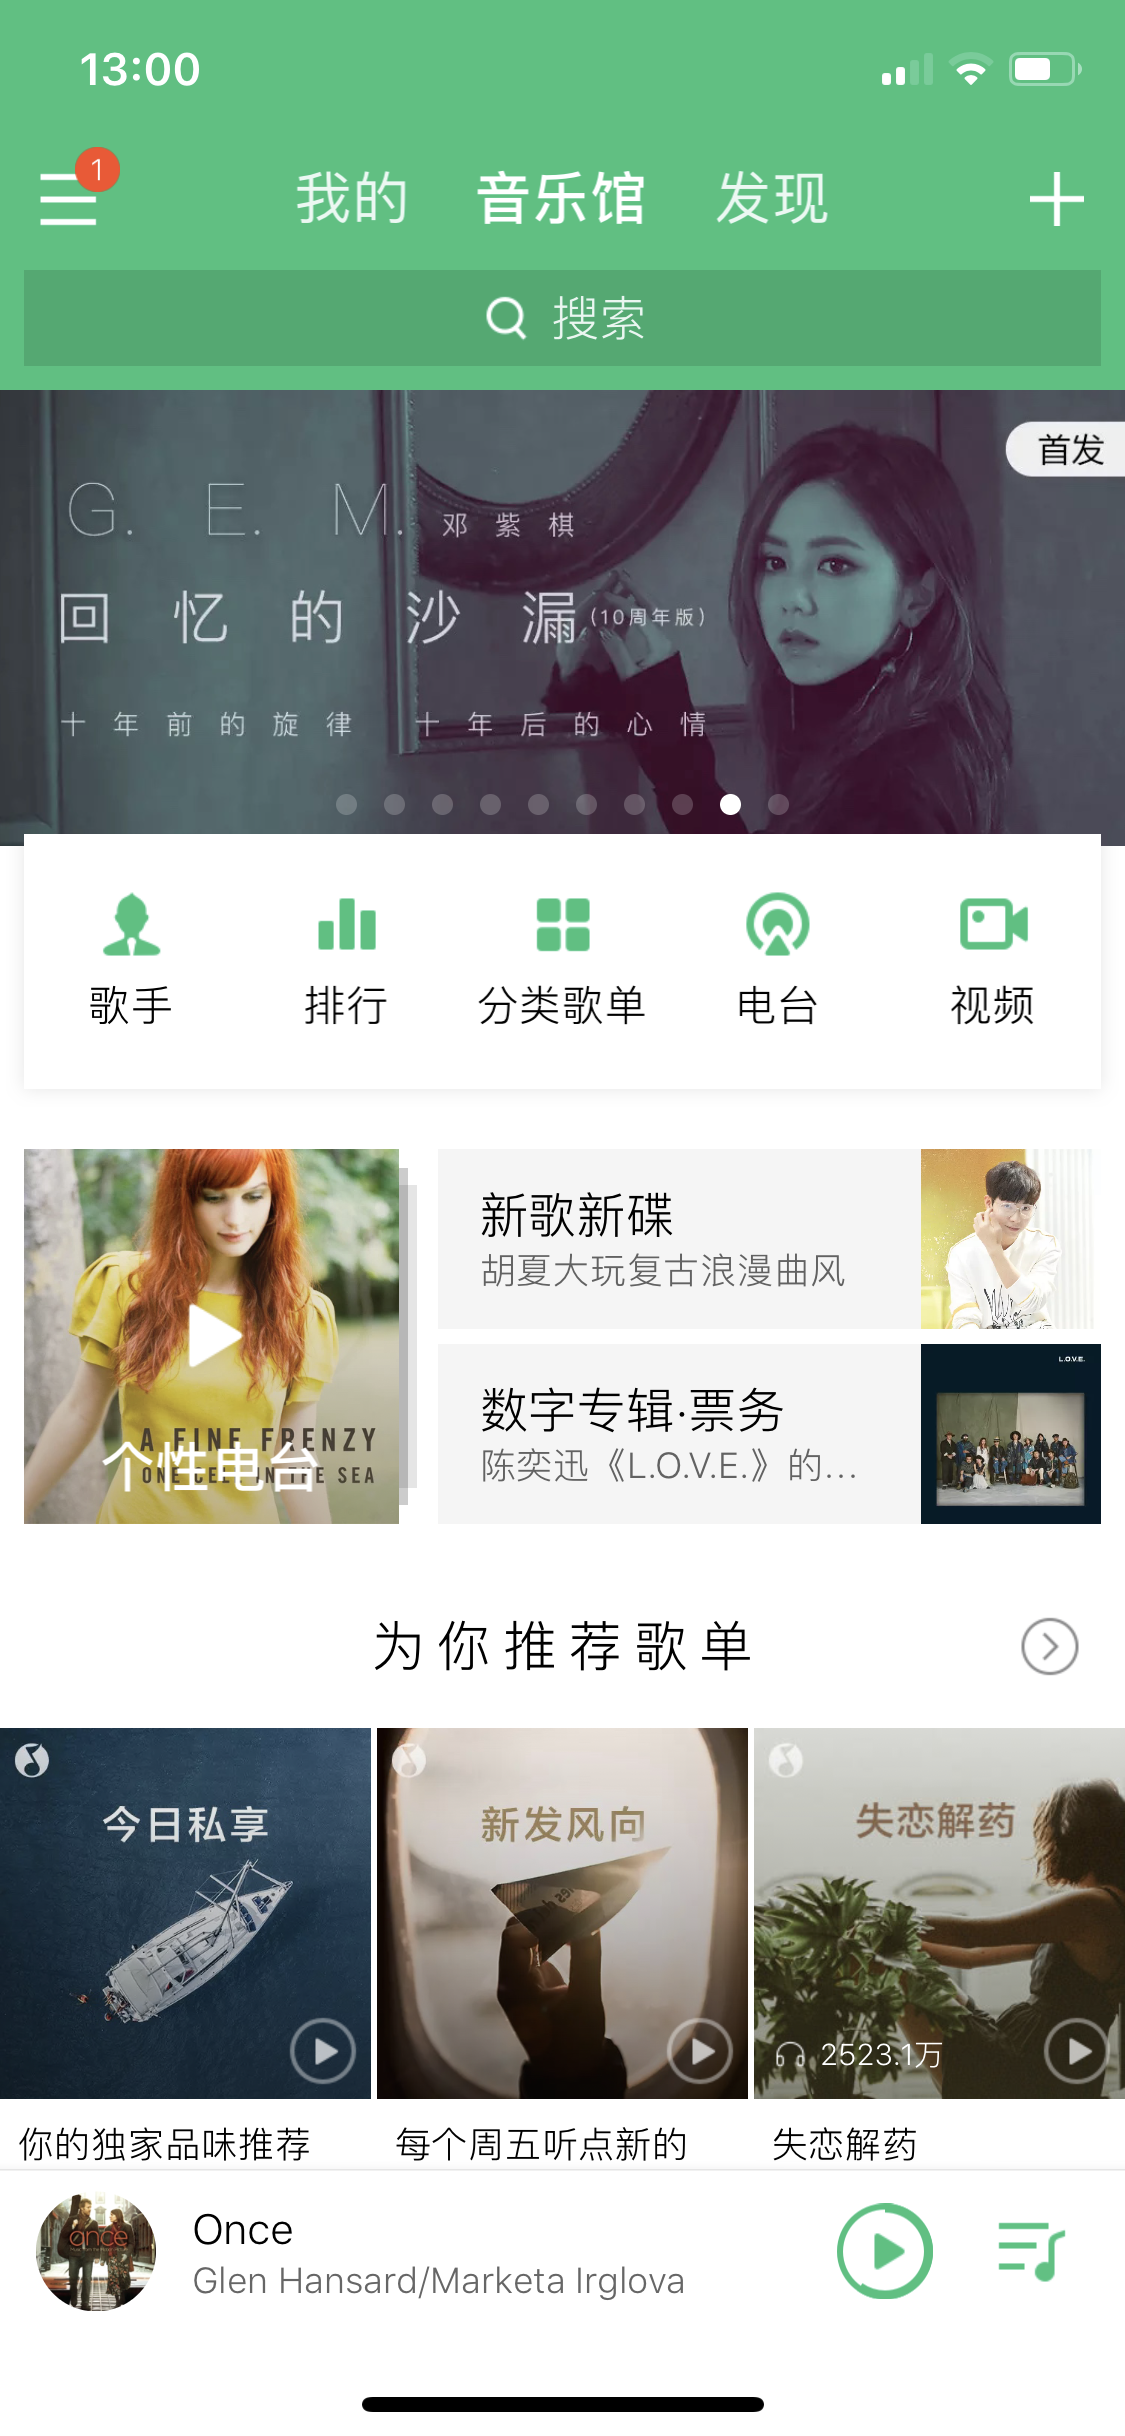 13:00
1
我的 音乐馆 发现
搜索
首发
G. E. M. 邓紫棋
回忆的沙漏(10周年版)
十年前的旋律 十年后的心情
歌手 排行 分类歌单 电台 视频
A FINE FRENZY
ONE CELL IN THE SEA
个性电台
新歌新碟
胡夏大玩复古浪漫曲风
L.O.V.E.
数字专辑·票务
陈奕迅《L.O.V.E.》的...
为你推荐歌单
今日私享
新发风向
失恋解药
2523.1万
你的独家品味推荐
每个周五听点新的
失恋解药
once
Once
Glen Hansard/Marketa Irglova